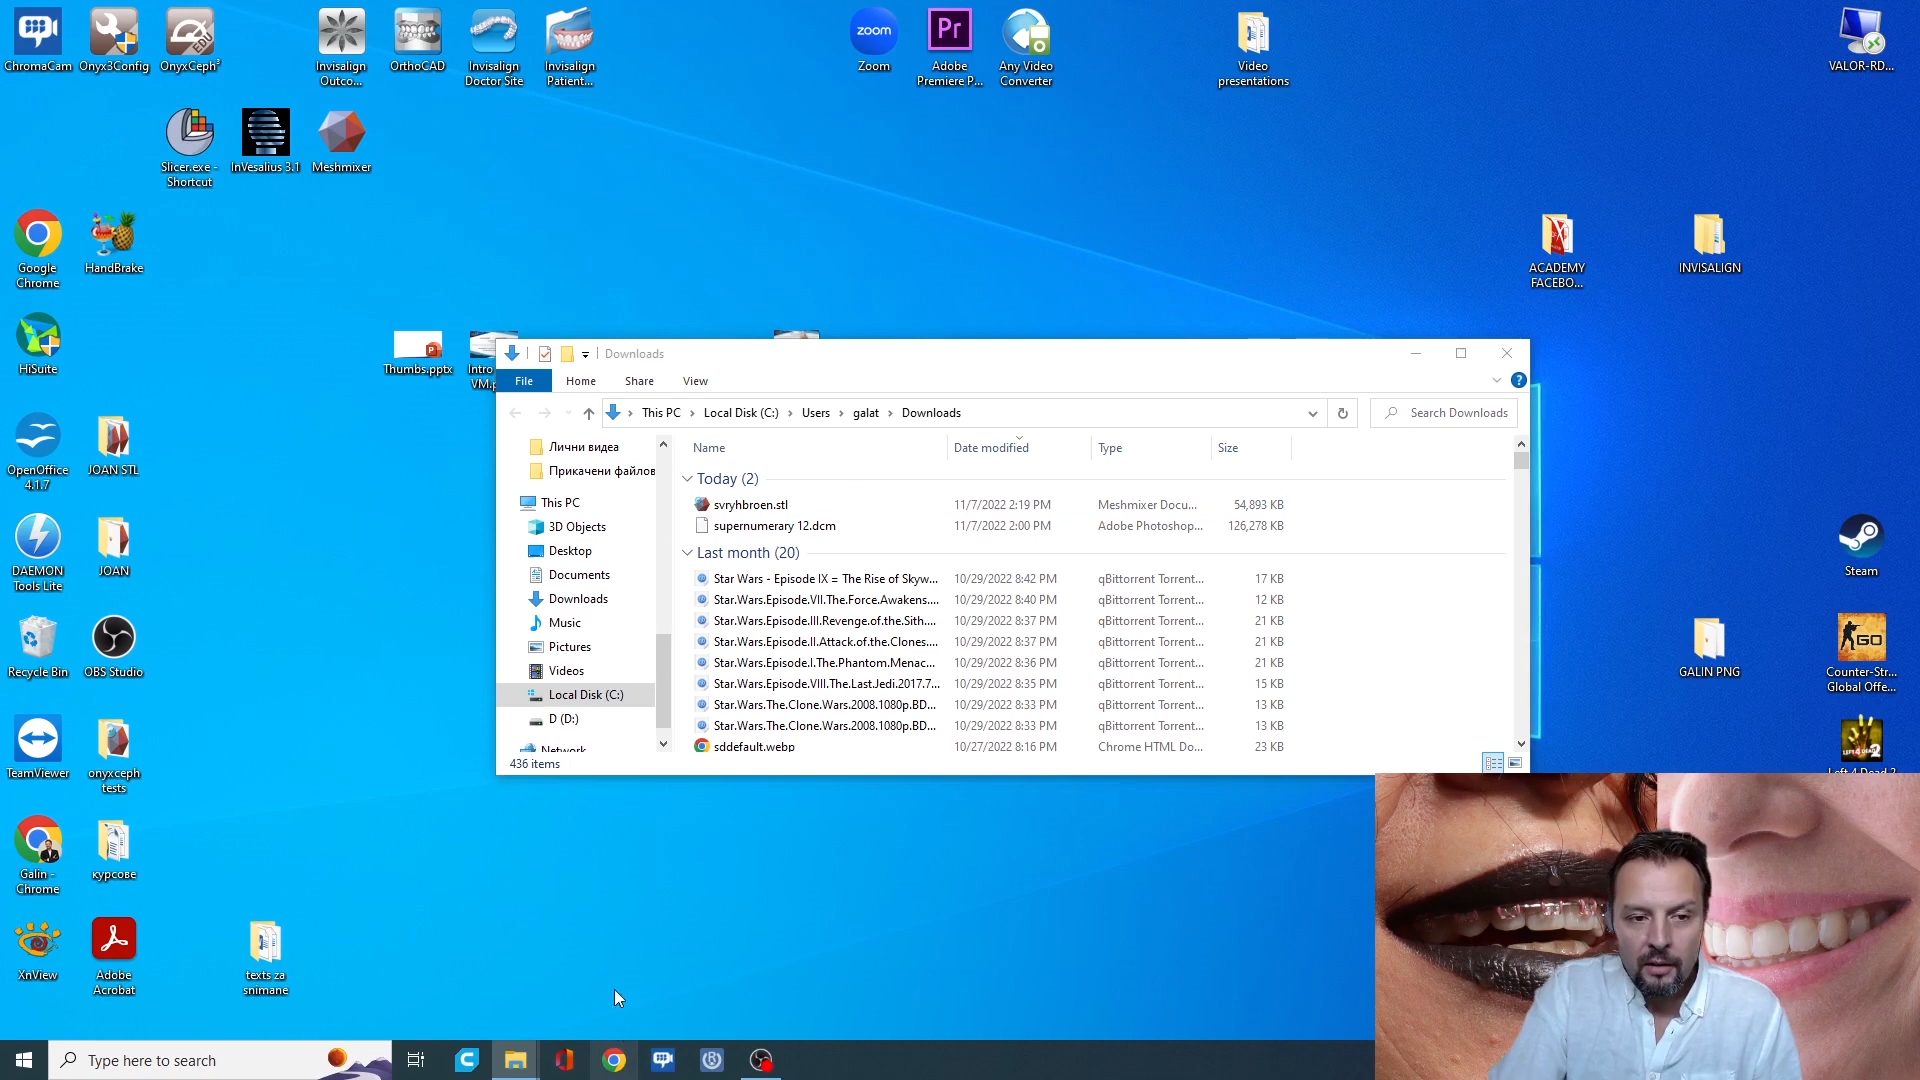 ChromaCam
Onyx3Config
OnyxCeph³
Invisalign
Outco...
OrthoCAD
Invisalign
Doctor Site
Invisalign
Patient...
Zoom
zoom
Pr
Adobe
Premiere P...
Any Video
Converter
Video
presentations
VALOR-RD...
Slicer.exe -
Shortcut
InVesalius 3.1
Meshmixer
Google
Chrome
HandBrake
ACADEMY
FACEBO...
INVISALIGN
HiSuite
Thumbs.pptx
Intro
VM.p
Downloads
File
Home
Share
View
This PC
Local Disk (C:)
Users
galat
Downloads
Search Downloads
Лични видеа
Прикачени файлов
This PC
3D Objects
Desktop
Documents
Downloads
Music
Pictures
Videos
Local Disk (C:)
D (D:)
Network
Name Date modified Type Size
Today (2)
svryhbroen.stl 11/7/2022 2:19 PM Meshmixer Docu... 54,893 KB
supernumerary 12.dcm 11/7/2022 2:00 PM Adobe Photoshop... 126,278 KB
Last month (20)
Star Wars - Episode IX = The Rise of Skyw... 10/29/2022 8:42 PM qBittorrent Torrent... 17 KB
Star.Wars.Episode.VII.The.Force.Awakens.... 10/29/2022 8:40 PM qBittorrent Torrent... 12 KB
Star.Wars.Episode.III.Revenge.of.the.Sith.... 10/29/2022 8:37 PM qBittorrent Torrent... 21 KB
Star.Wars.Episode.II.Attack.of.the.Clones.... 10/29/2022 8:37 PM qBittorrent Torrent... 21 KB
Star.Wars.Episode.I.The.Phantom.Menac... 10/29/2022 8:36 PM qBittorrent Torrent... 21 KB
Star.Wars.Episode.VIII.The.Last.Jedi.2017.7... 10/29/2022 8:35 PM qBittorrent Torrent... 15 KB
Star.Wars.The.Clone.Wars.2008.1080p.BD... 10/29/2022 8:33 PM qBittorrent Torrent... 13 KB
Star.Wars.The.Clone.Wars.2008.1080p.BD... 10/29/2022 8:33 PM qBittorrent Torrent... 13 KB
sddefault.webp 10/27/2022 8:16 PM Chrome HTML Do... 23 KB
436 items
OpenOffice
4.1.7
JOAN STL
DAEMON
Tools Lite
JOAN
Steam
Recycle Bin
OBS Studio
GALIN PNG
GO
Counter-Str...
Global Offe...
TeamViewer
onyxceph
tests
Left 4 Dead 2
Galin -
Chrome
курсове
XnView
Adobe
Acrobat
texts za
snimane
Type here to search